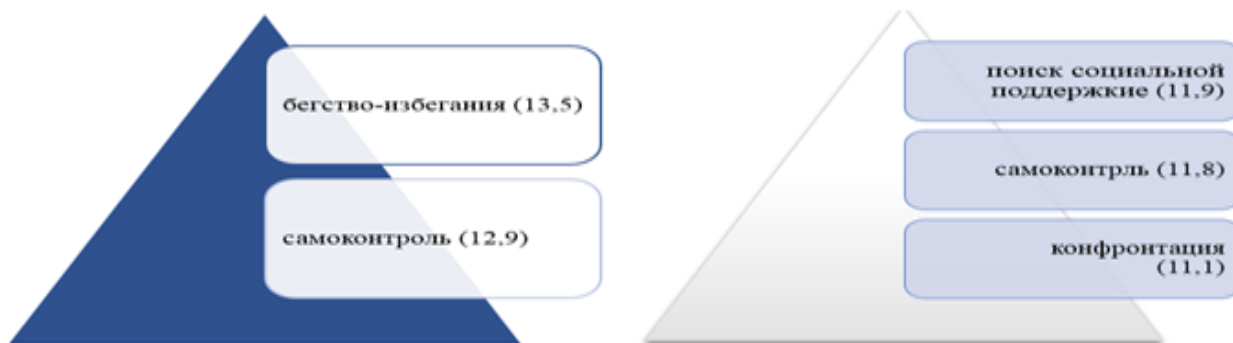 бегство-избегания (13,5)
самоконтроль (12,9)
поиск социальной
поддержкие (11,9)
самоконтрль (11,8)
конфронтация
(11,1)